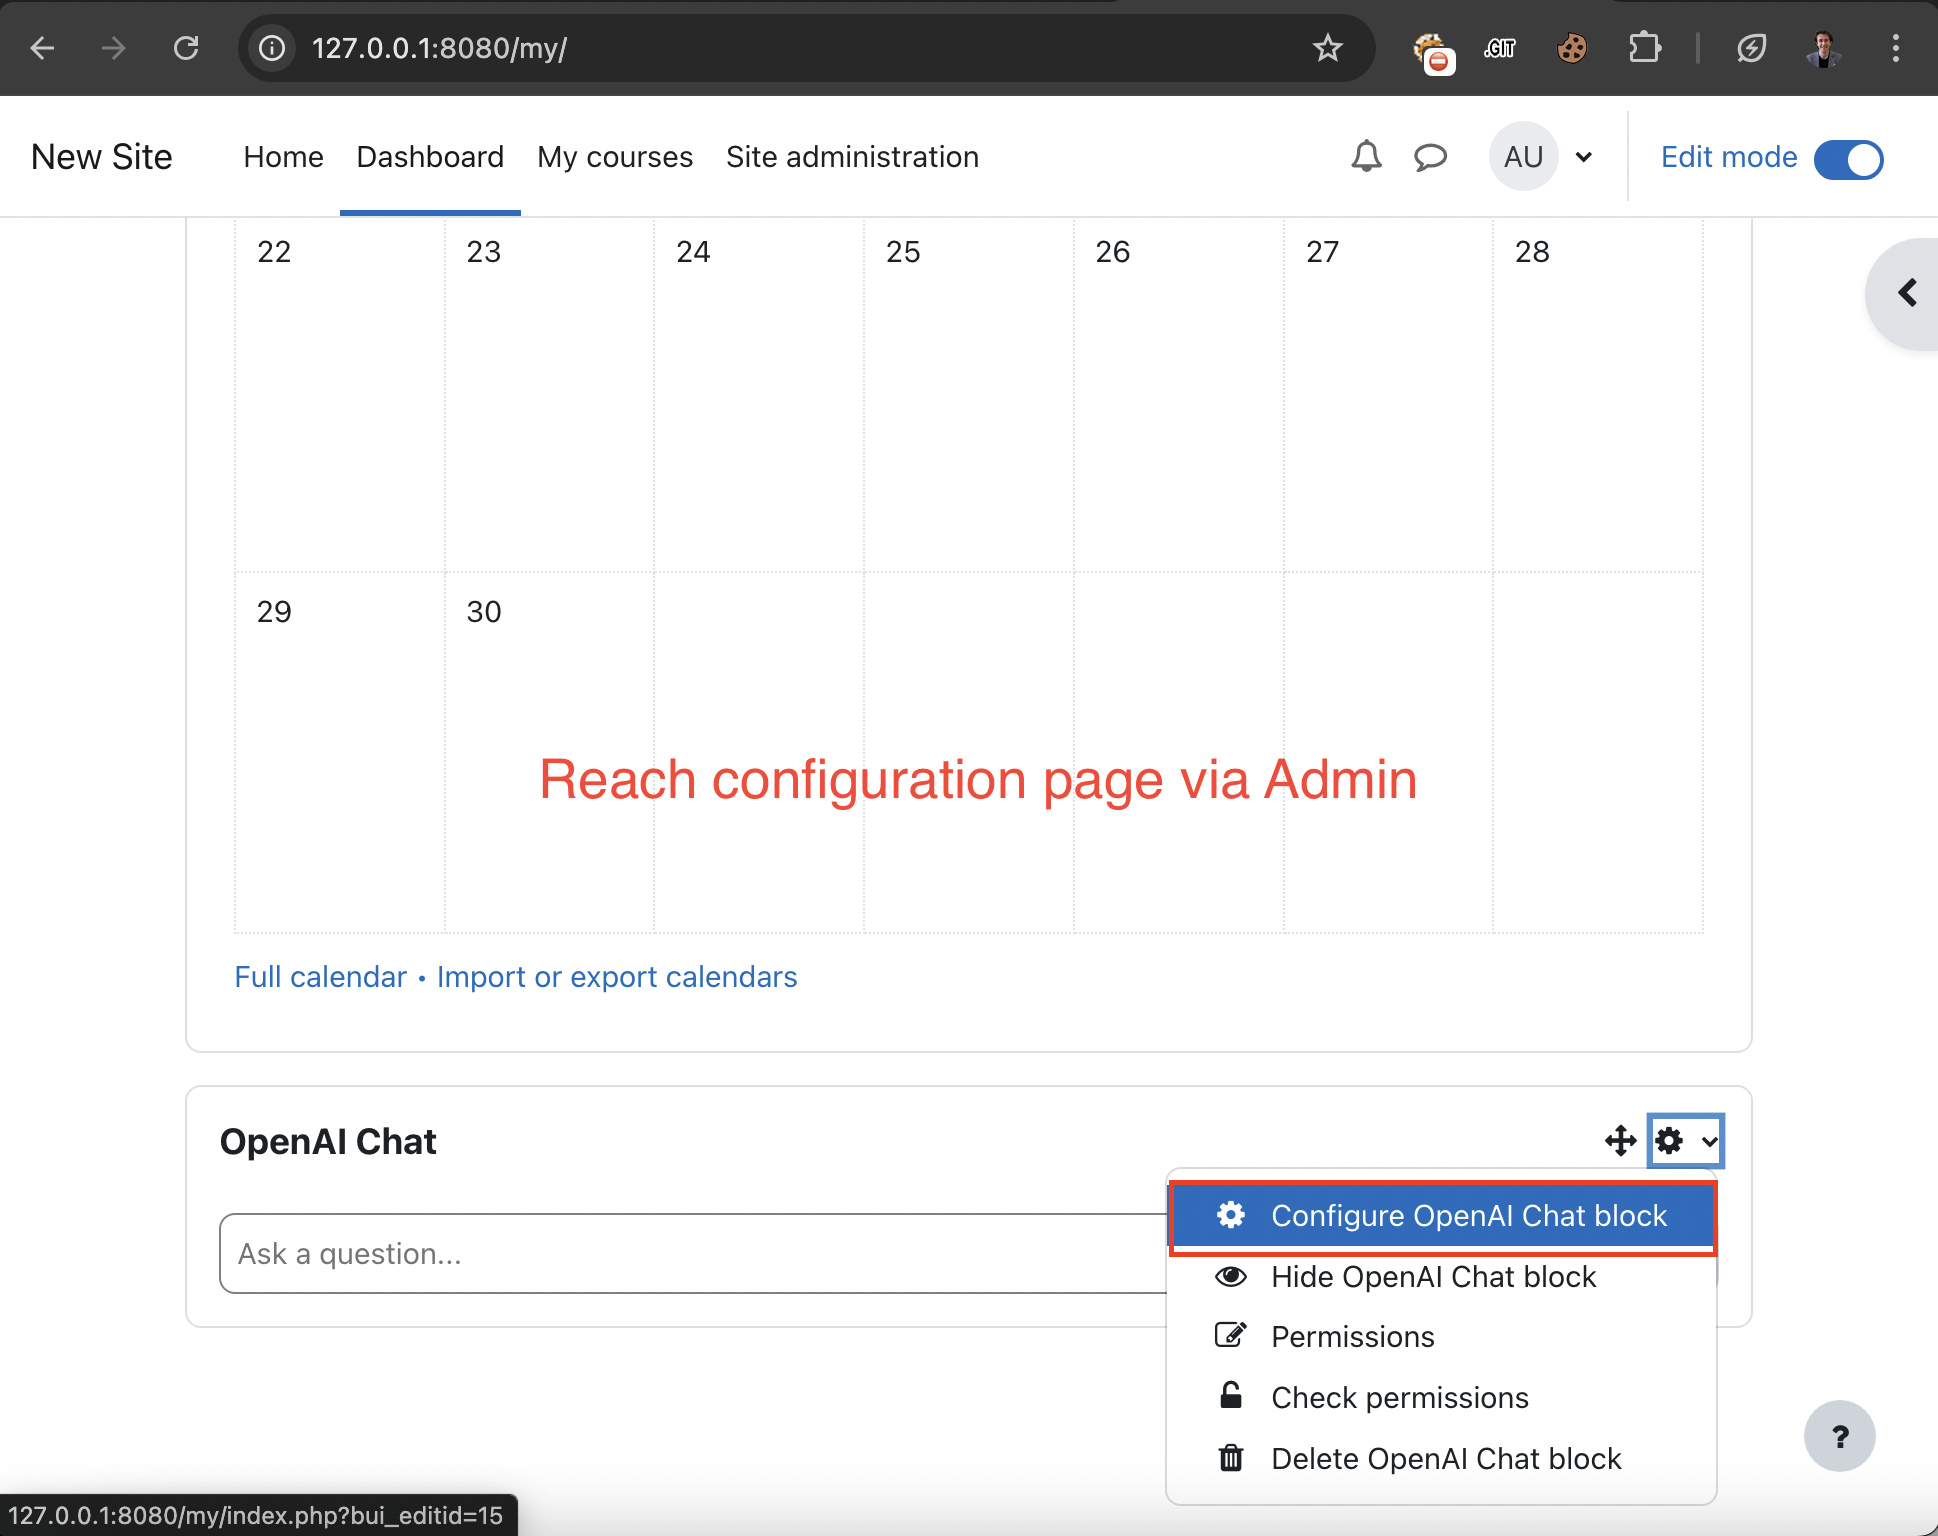 127.0.0.1:8080/my/
.GIT
New Site
Home
Dashboard
My courses
Site administration
AU
Edit mode
22 23 24 25 26 27 28
29 30
Reach configuration page via Admin
Full calendar • Import or export calendars
OpenAI Chat
Ask a question...
Configure OpenAI Chat block
Hide OpenAI Chat block
Permissions
Check permissions
Delete OpenAI Chat block
?
127.0.0.1:8080/my/index.php?bui_editid=15